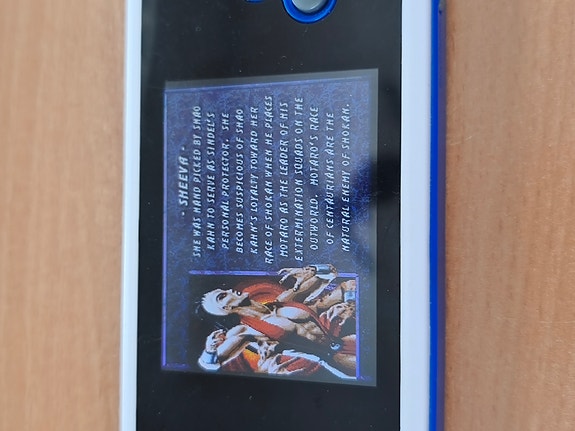 · SHEEVA ·
SHE WAS HAND PICKED BY SHAO
KAHN TO SERVE AS SINDEL'S
PERSONAL PROTECTOR. SHE
BECOMES SUSPICIOUS OF SHAO
KAHN'S LOYALTY TOWARD HER
RACE OF SHOKAN WHEN HE PLACES
MOTARO AS THE LEADER OF HIS
EXTERMINATION SQUADS ON THE
OUTWORLD. MOTARO'S RACE
OF CENTAURIANS ARE THE
NATURAL ENEMY OF SHOKAN.